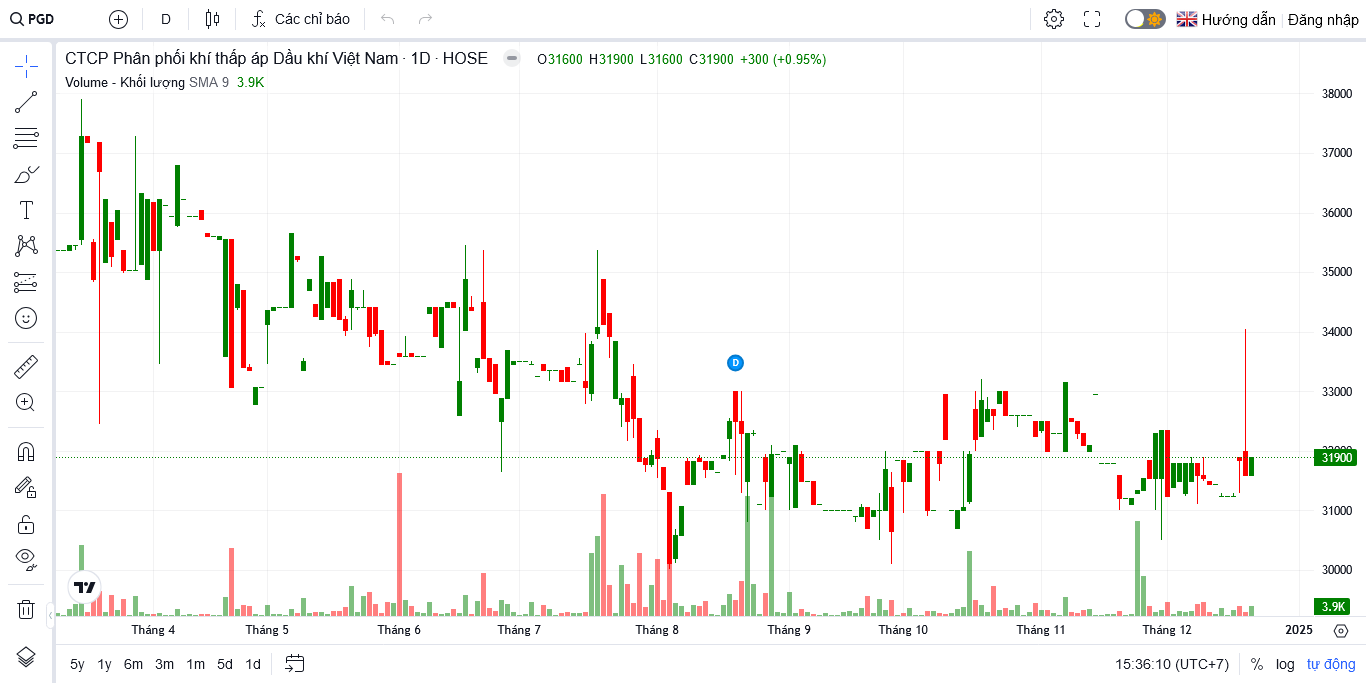 PGD D Các chỉ báo Hướng dẫn Đăng nhập
CTCP Phân phối khí thấp áp Dầu khí Việt Nam · 1D · HOSE O31600 H31900 L31600 C31900 +300 (+0.95%)
Volume - Khối lượng SMA 9 3.9K
38000
37000
36000
35000
34000
D
33000
32000
31900
31000
30000
3.9K
Tháng 4 Tháng 5 Tháng 6 Tháng 7 Tháng 8 Tháng 9 Tháng 10 Tháng 11 Tháng 12 2025
5y 1y 6m 3m 1m 5d 1d 15:36:10 (UTC+7) % log tự động